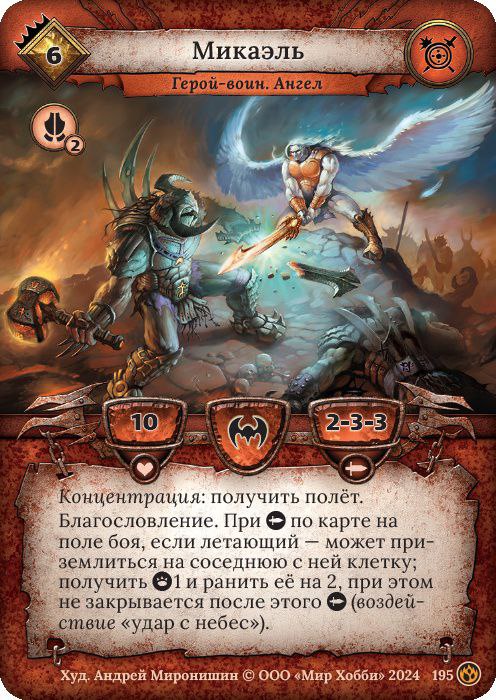 6
Микаэль
Герой-воин. Ангел
2
10
2-3-3
Концентрация: получить полёт.
Благословление. При по карте на
поле боя, если летающий — может при-
землиться на соседнюю с ней клетку;
получить 1 и ранить её на 2, при этом
не закрывается после этого (воздей-
ствие «удар с небес»).
Худ. Андрей Миронишин © ООО «Мир Хобби» 2024 195